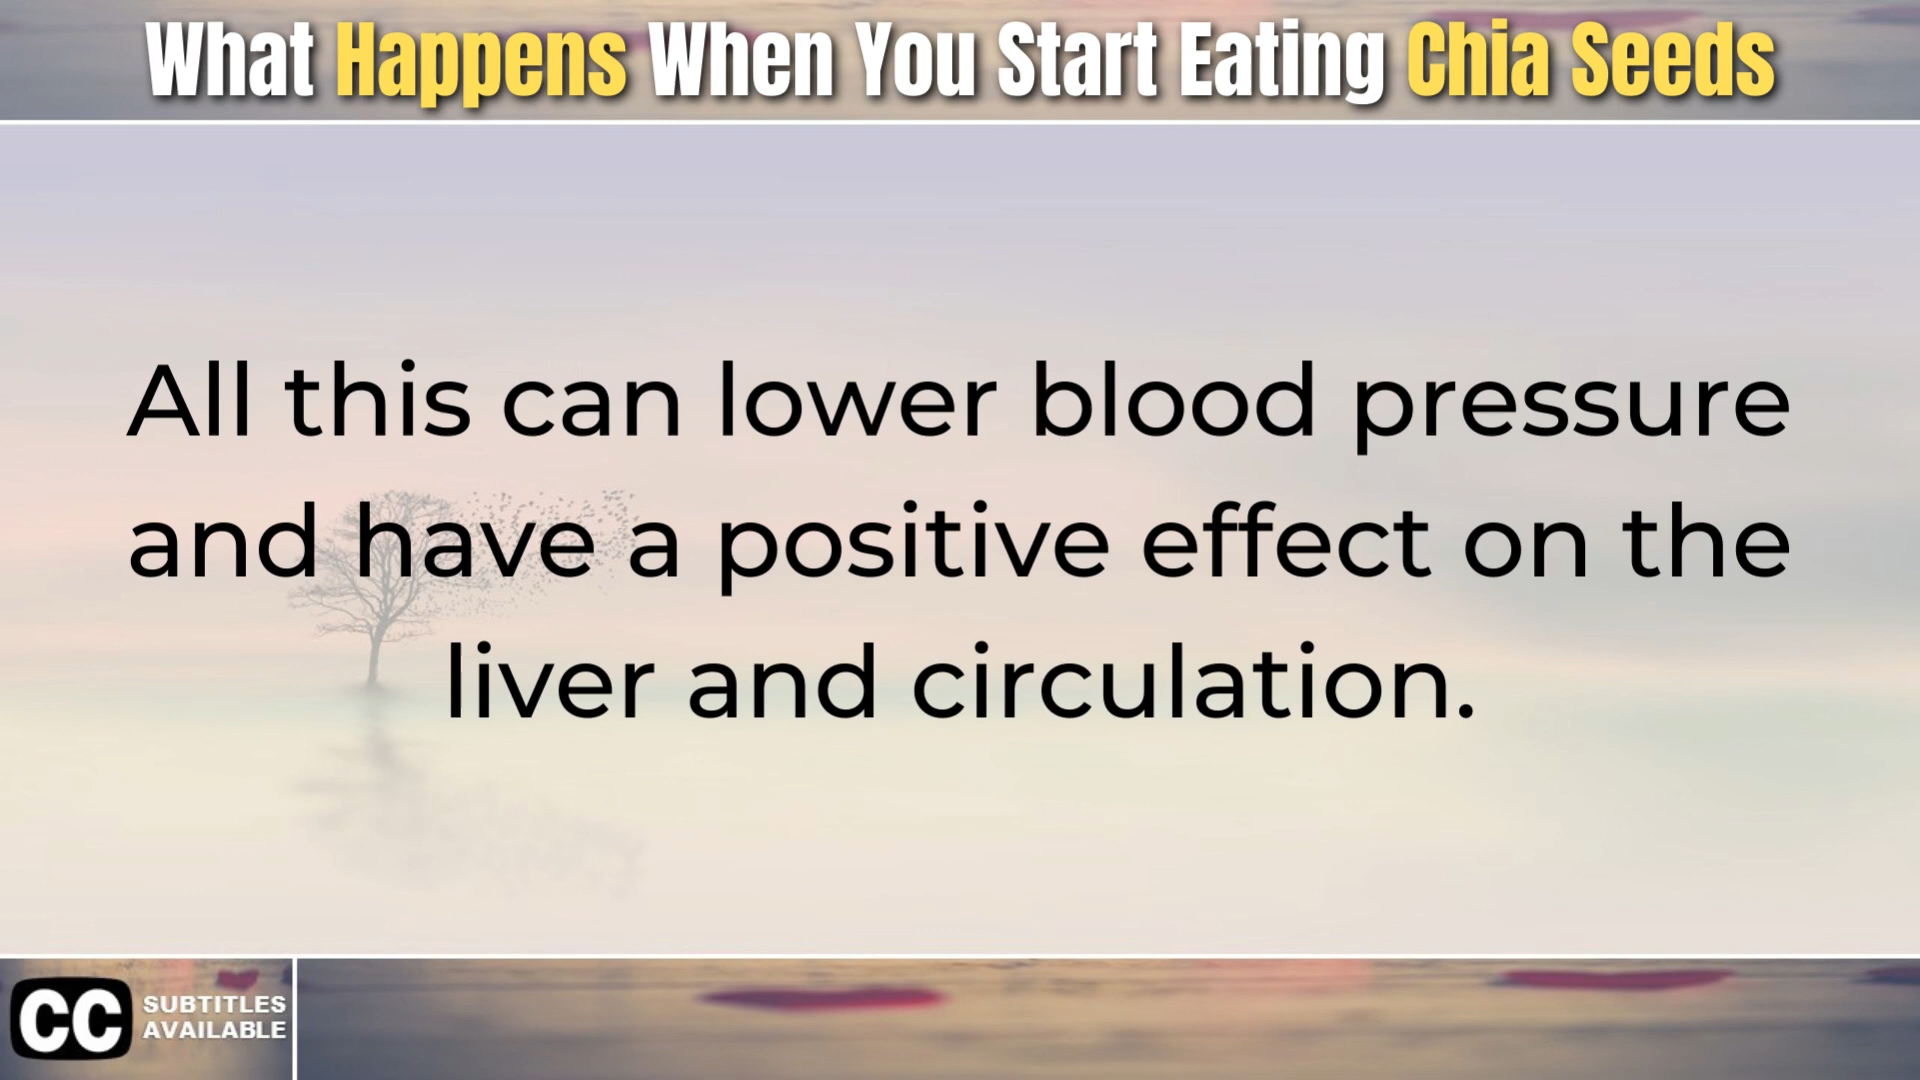 What Happens When You Start Eating Chia Seeds
All this can lower blood pressure
and have a positive effect on the
liver and circulation.
CC
SUBTITLES
AVAILABLE